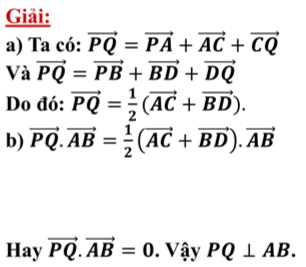 Giải:
a) Ta có: $\overrightarrow{PQ} = \overrightarrow{PA} + \overrightarrow{AC} + \overrightarrow{CQ}$
Và $\overrightarrow{PQ} = \overrightarrow{PB} + \overrightarrow{BD} + \overrightarrow{DQ}$
Do đó: $\overrightarrow{PQ} = \frac{1}{2}(\overrightarrow{AC} + \overrightarrow{BD})$.
b) $\overrightarrow{PQ}.\overrightarrow{AB} = \frac{1}{2}(\overrightarrow{AC} + \overrightarrow{BD}).\overrightarrow{AB}$
Hay $\overrightarrow{PQ}.\overrightarrow{AB} = 0$. Vậy $PQ \perp AB$.